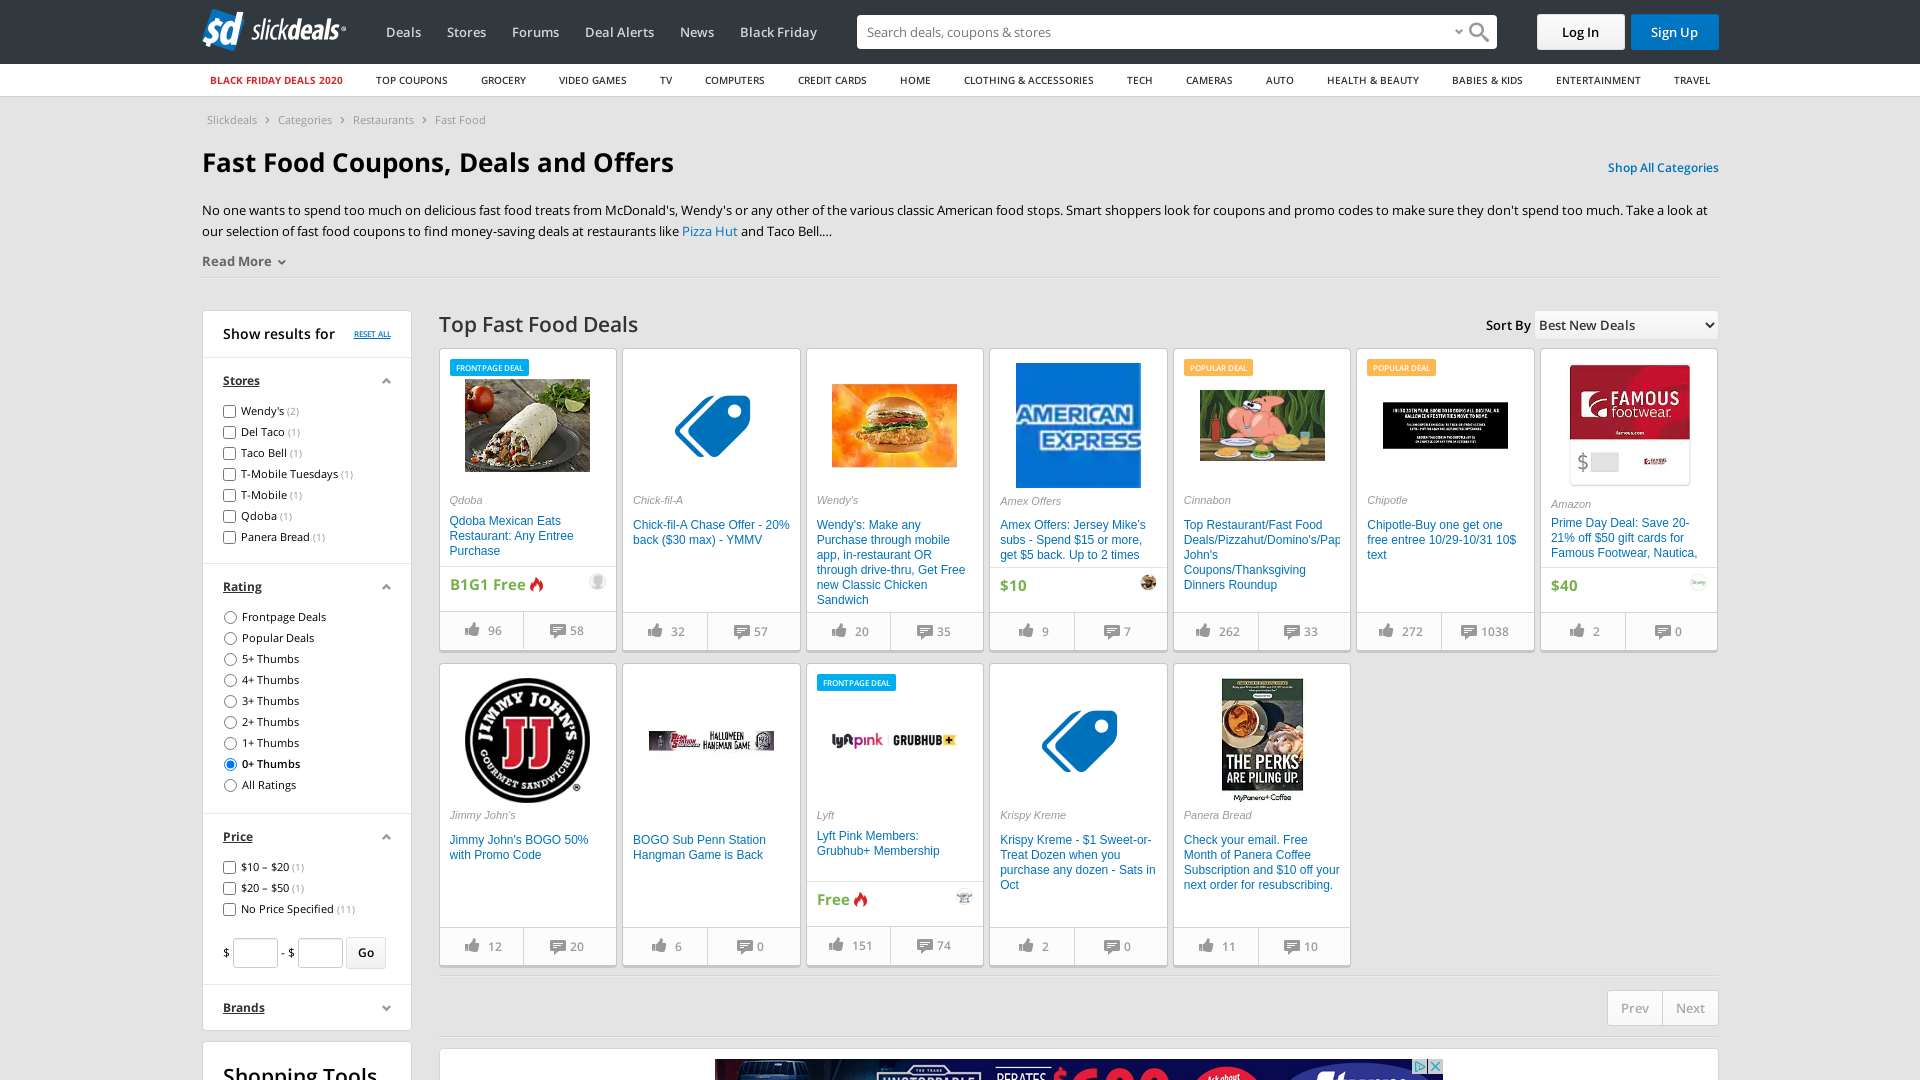 sd slickdeals
Deals
Stores
Forums
Deal Alerts
News
Black Friday
Search deals, coupons & stores
Log In
Sign Up
BLACK FRIDAY DEALS 2020
TOP COUPONS
GROCERY
VIDEO GAMES
TV
COMPUTERS
CREDIT CARDS
HOME
CLOTHING & ACCESSORIES
TECH
CAMERAS
AUTO
HEALTH & BEAUTY
BABIES & KIDS
ENTERTAINMENT
TRAVEL
Slickdeals > Categories > Restaurants > Fast Food
Fast Food Coupons, Deals and Offers
Shop All Categories
No one wants to spend too much on delicious fast food treats from McDonald's, Wendy's or any other of the various classic American food stops. Smart shoppers look for coupons and promo codes to make sure they don't spend too much. Take a look at
our selection of fast food coupons to find money-saving deals at restaurants like Pizza Hut and Taco Bell.…
Read More
Show results for
RESET ALL
Stores
Wendy's (2)
Del Taco (1)
Taco Bell (1)
T-Mobile Tuesdays (1)
T-Mobile (1)
Qdoba (1)
Panera Bread (1)
Rating
Frontpage Deals
Popular Deals
5+ Thumbs
4+ Thumbs
3+ Thumbs
2+ Thumbs
1+ Thumbs
0+ Thumbs
All Ratings
Price
$10 – $20 (1)
$20 – $50 (1)
No Price Specified (11)
$ - $ Go
Brands
Shopping Tools
Top Fast Food Deals
Sort By Best New Deals
FRONTPAGE DEAL
Qdoba
Qdoba Mexican Eats
Restaurant: Any Entree
Purchase
B1G1 Free
96
58
Chick-fil-A
Chick-fil-A Chase Offer - 20%
back ($30 max) - YMMV
32
57
Wendy's
Wendy's: Make any
Purchase through mobile
app, in-restaurant OR
through drive-thru, Get Free
new Classic Chicken
Sandwich
20
35
AMERICAN
EXPRESS
Amex Offers
Amex Offers: Jersey Mike's
subs - Spend $15 or more,
get $5 back. Up to 2 times
$10
9
7
POPULAR DEAL
Cinnabon
Top Restaurant/Fast Food
Deals/Pizzahut/Domino's/Pap
John's
Coupons/Thanksgiving
Dinners Roundup
262
33
POPULAR DEAL
Chipotle
Chipotle-Buy one get one
free entree 10/29-10/31 10$
text
272
1038
FAMOUS
footwear.
famous.com
$
Amazon
Prime Day Deal: Save 20-
21% off $50 gift cards for
Famous Footwear, Nautica,
$40
2
0
JIMMY JOHN'S
JJ
GOURMET SANDWICHES
®
Jimmy John's
Jimmy John's BOGO 50%
with Promo Code
12
20
HALLOWEEN
HANGMAN GAME
BOGO Sub Penn Station
Hangman Game is Back
6
0
FRONTPAGE DEAL
lyft pink | GRUBHUB+
Lyft
Lyft Pink Members:
Grubhub+ Membership
Free
151
74
Krispy Kreme
Krispy Kreme - $1 Sweet-or-
Treat Dozen when you
purchase any dozen - Sats in
Oct
2
0
THE PERKS
ARE PILING UP.
MyPanera+ Coffee
Panera Bread
Check your email. Free
Month of Panera Coffee
Subscription and $10 off your
next order for resubscribing.
11
10
Prev
Next
THE TRADE
UNSTOPPABLE
REBATES
$600
Ask about